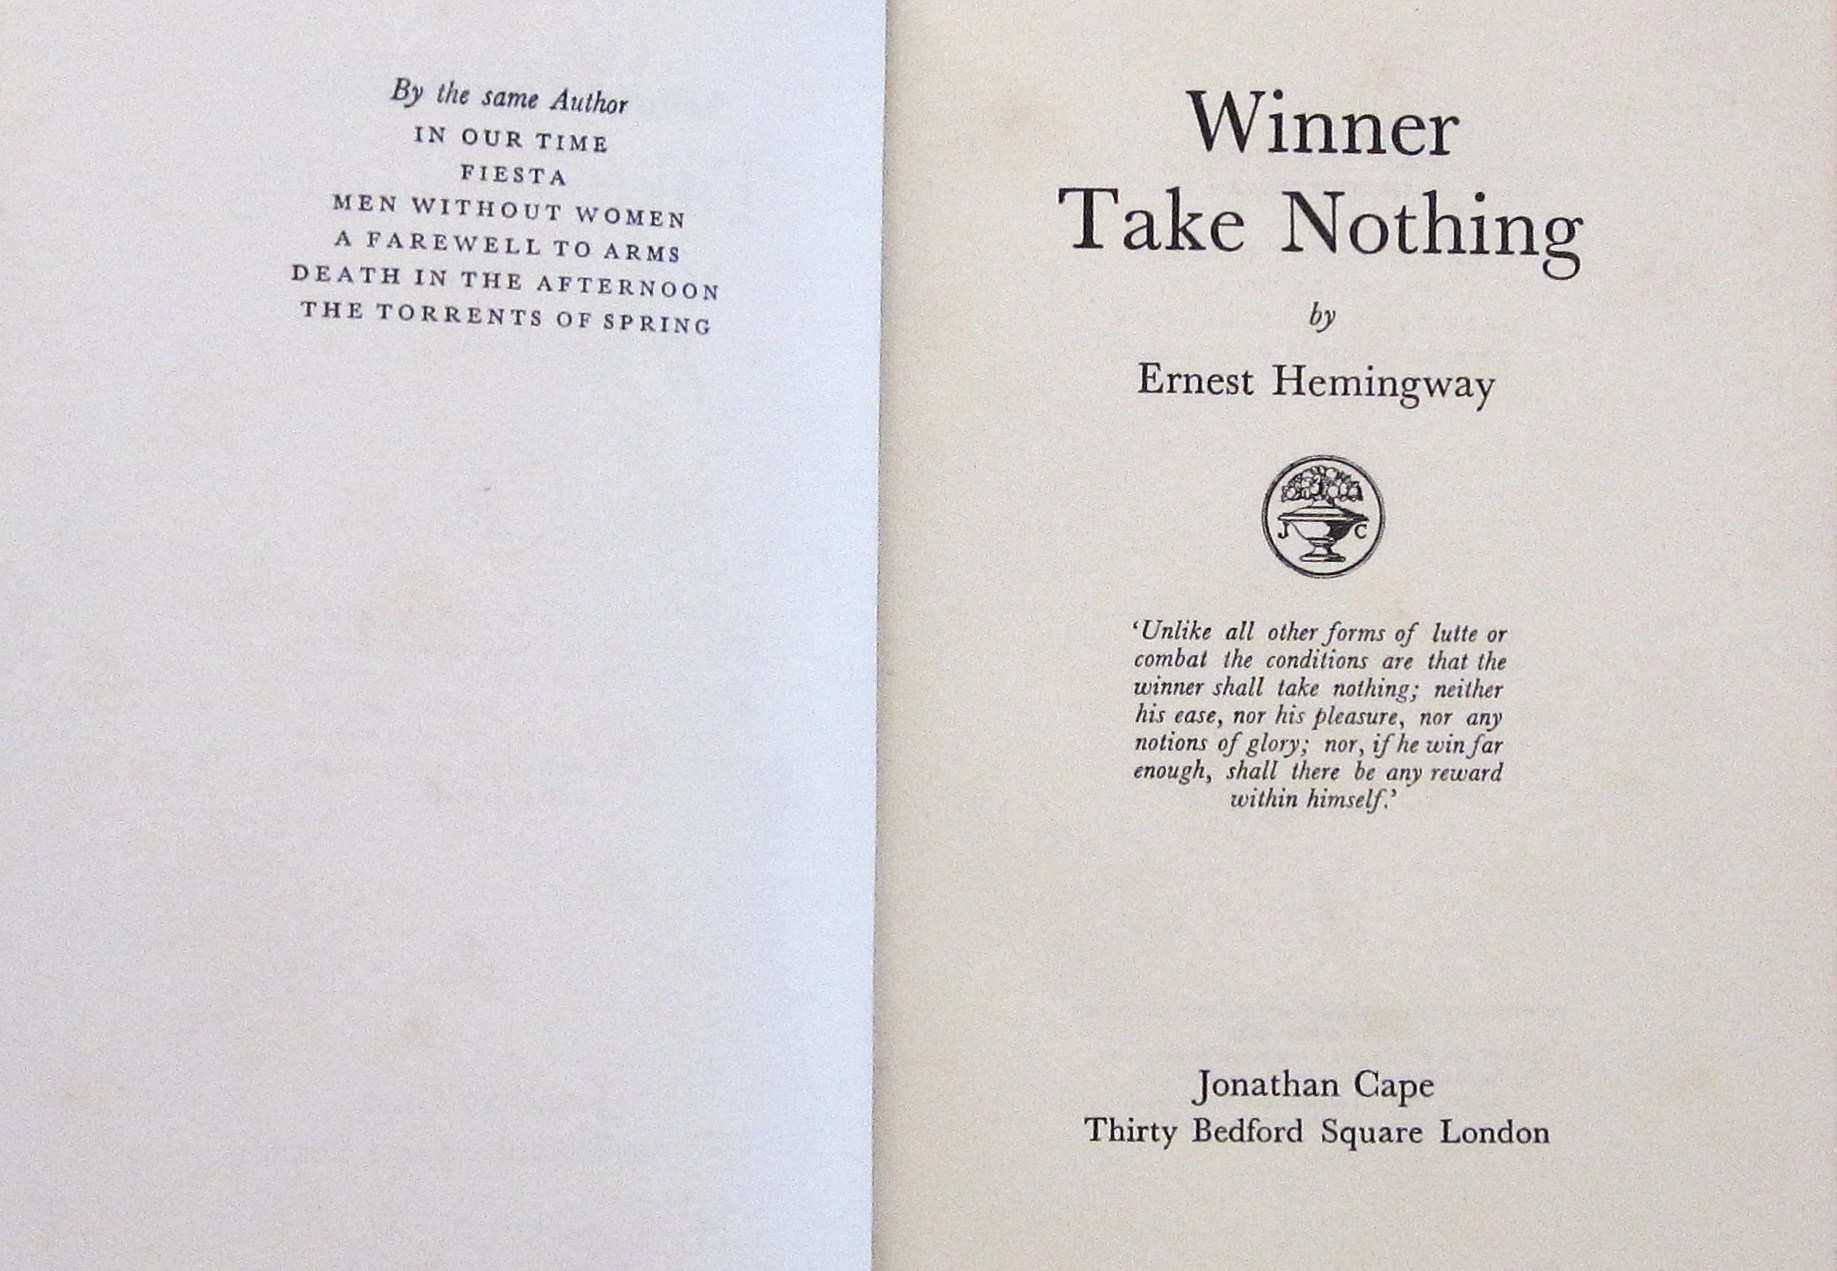 By the same Author
IN OUR TIME
FIESTA
MEN WITHOUT WOMEN
A FAREWELL TO ARMS
DEATH IN THE AFTERNOON
THE TORRENTS OF SPRING
Winner
Take Nothing
by
Ernest Hemingway
J C
‘Unlike all other forms of lutte or
combat the conditions are that the
winner shall take nothing; neither
his ease, nor his pleasure, nor any
notions of glory; nor, if he win far
enough, shall there be any reward
within himself.’
Jonathan Cape
Thirty Bedford Square London